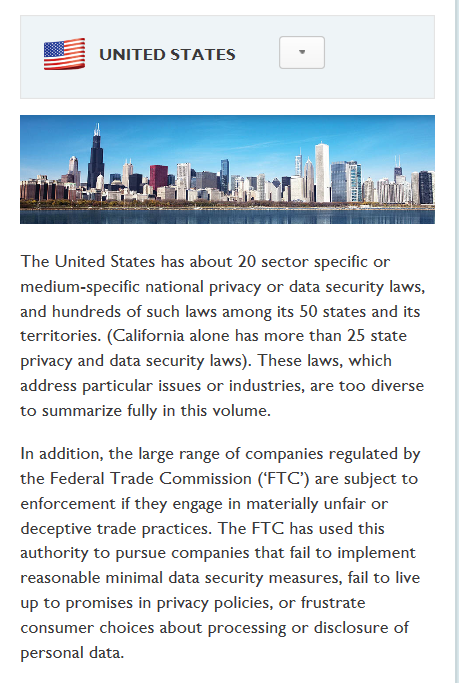 UNITED STATES
The United States has about 20 sector specific or
medium-specific national privacy or data security laws,
and hundreds of such laws among its 50 states and its
territories. (California alone has more than 25 state
privacy and data security laws). These laws, which
address particular issues or industries, are too diverse
to summarize fully in this volume.
In addition, the large range of companies regulated by
the Federal Trade Commission (‘FTC’) are subject to
enforcement if they engage in materially unfair or
deceptive trade practices. The FTC has used this
authority to pursue companies that fail to implement
reasonable minimal data security measures, fail to live
up to promises in privacy policies, or frustrate
consumer choices about processing or disclosure of
personal data.